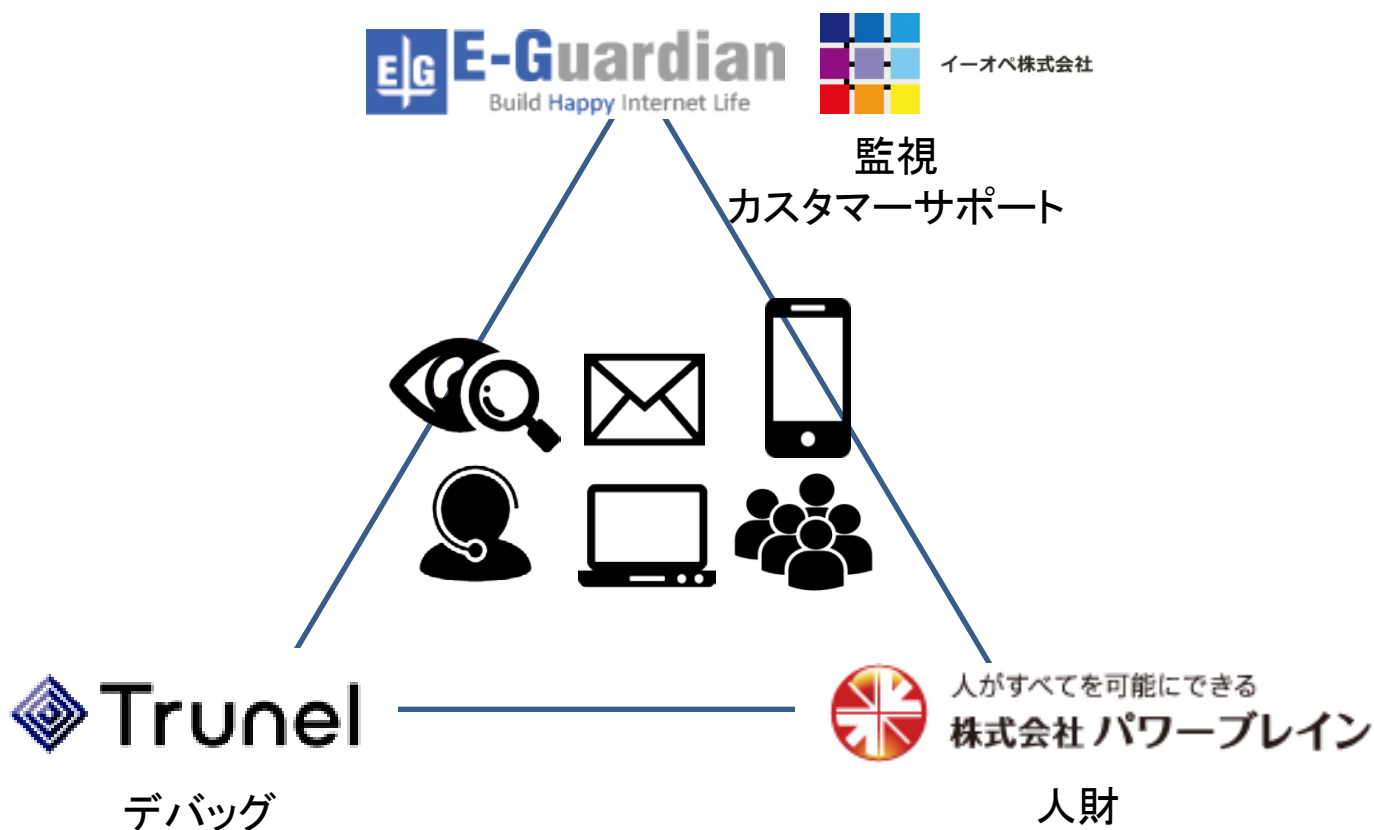 EG E-Guardian
Build Happy Internet Life
イーオペ株式会社
監視
カスタマーサポート
Trunel
デバッグ
人がすべてを可能にできる
株式会社 パワーブレイン
人財